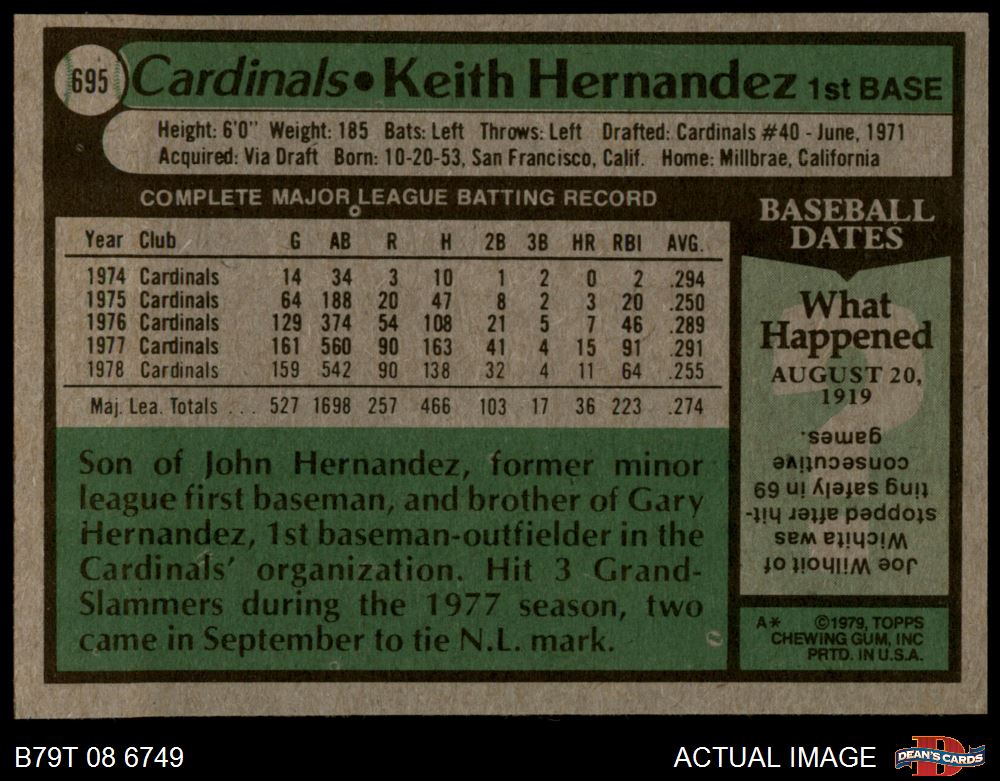 695 Cardinals • Keith Hernandez 1st BASE
Height: 6'0" Weight: 185 Bats: Left Throws: Left Drafted: Cardinals #40 - June, 1971
Acquired: Via Draft Born: 10-20-53, San Francisco, Calif. Home: Millbrae, California
COMPLETE MAJOR LEAGUE BATTING RECORD
Year Club G AB R H 2B 3B HR RBI AVG.
1974 Cardinals 14 34 3 10 1 2 0 2 .294
1975 Cardinals 64 188 20 47 8 2 3 20 .250
1976 Cardinals 129 374 54 108 21 5 7 46 .289
1977 Cardinals 161 560 90 163 41 4 15 91 .291
1978 Cardinals 159 542 90 138 32 4 11 64 .255
Maj. Lea. Totals ... 527 1698 257 466 103 17 36 223 .274
Son of John Hernandez, former minor
league first baseman, and brother of Gary
Hernandez, 1st baseman-outfielder in the
Cardinals' organization. Hit 3 Grand-
Slammers during the 1977 season, two
came in September to tie N.L. mark.
BASEBALL
DATES
What
Happened
AUGUST 20,
1919
Joe Wilhoit of
Wichita was
stopped after hit-
ting safely in 69
consecutive
games.
A* ©1979, TOPPS
CHEWING GUM, INC
PRTD. IN U.S.A.
B79T 08 6749
ACTUAL IMAGE
DEAN'S CARDS